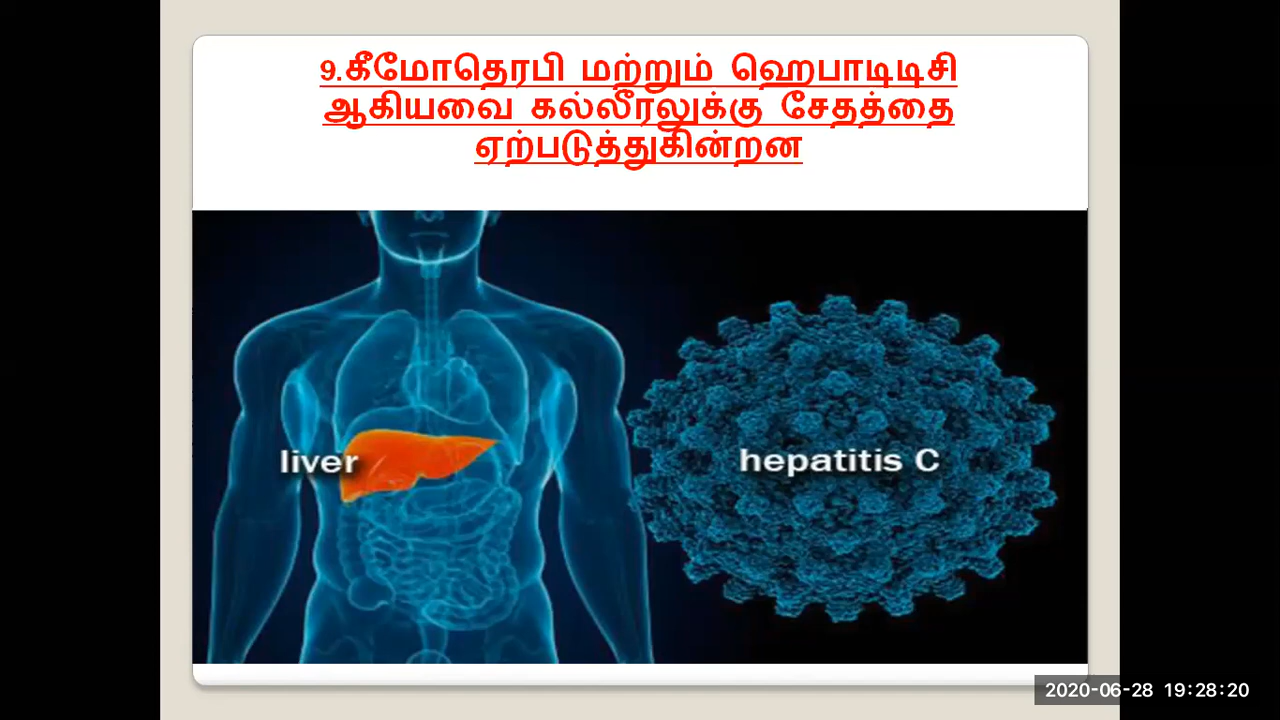 9.கீமோதெரபி மற்றும் ஹெபாடிடிசி
ஆகியவை கல்லீரலுக்கு சேதத்தை
ஏற்படுத்துகின்றன
liver
hepatitis C
2020-06-28 19:28:20